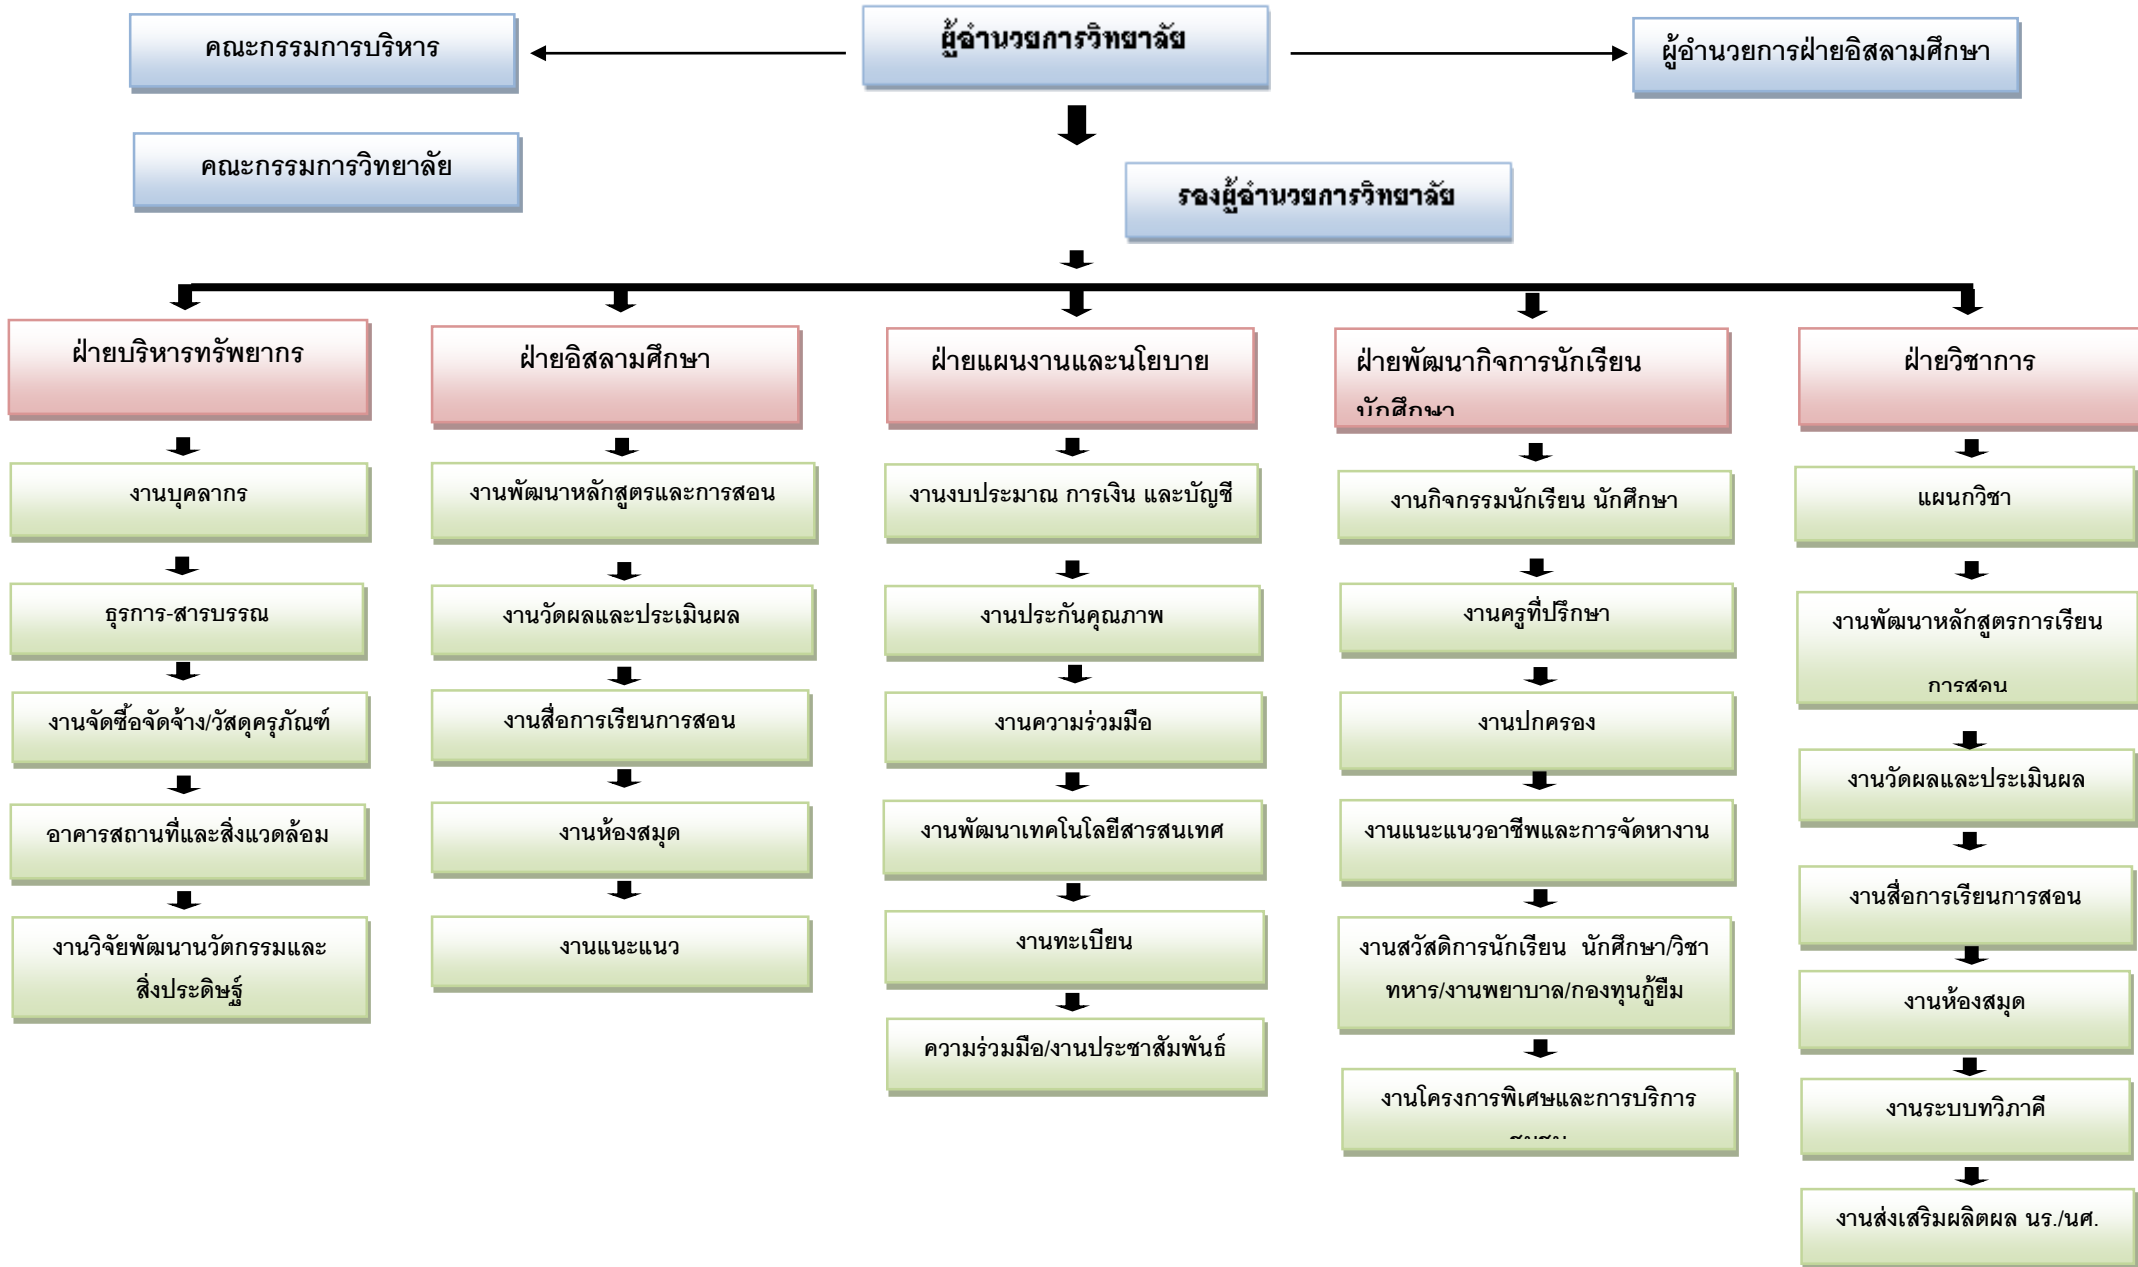 คณะกรรมการบริหาร
ผู้อำนวยการวิทยาลัย
ผู้อำนวยการฝ่ายอิสลามศึกษา
คณะกรรมการวิทยาลัย
รองผู้อำนวยการวิทยาลัย
ฝ่ายบริหารทรัพยากร
งานบุคลากร
ธุรการ-สารบรรณ
งานจัดซื้อจัดจ้าง/วัสดุครุภัณฑ์
อาคารสถานที่และสิ่งแวดล้อม
งานวิจัยพัฒนานวัตกรรมและ
สิ่งประดิษฐ์
ฝ่ายอิสลามศึกษา
งานพัฒนาหลักสูตรและการสอน
งานวัดผลและประเมินผล
งานสื่อการเรียนการสอน
งานห้องสมุด
งานแนะแนว
ฝ่ายแผนงานและนโยบาย
งานงบประมาณ การเงิน และบัญชี
งานประกันคุณภาพ
งานความร่วมมือ
งานพัฒนาเทคโนโลยีสารสนเทศ
งานทะเบียน
ความร่วมมือ/งานประชาสัมพันธ์
ฝ่ายพัฒนากิจการนักเรียน
นักศึกษา
งานกิจกรรมนักเรียน นักศึกษา
งานครูที่ปรึกษา
งานปกครอง
งานแนะแนวอาชีพและการจัดหางาน
งานสวัสดิการนักเรียน นักศึกษา/วิชา
ทหาร/งานพยาบาล/กองทุนกู้ยืม
งานโครงการพิเศษและการบริการ
ฝ่ายวิชาการ
แผนกวิชา
งานพัฒนาหลักสูตรการเรียน
การสอน
งานวัดผลและประเมินผล
งานสื่อการเรียนการสอน
งานห้องสมุด
งานระบบทวิภาคี
งานส่งเสริมผลิตผล นร./นศ.